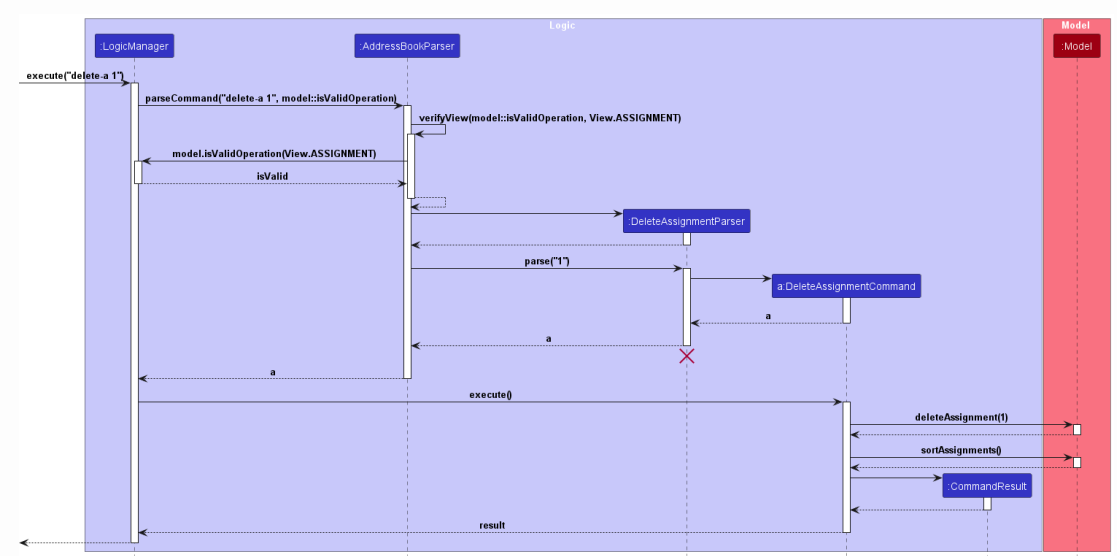 Logic
Model
:LogicManager
:AddressBookParser
:Model
execute("delete-a 1")
parseCommand("delete-a 1", model::isValidOperation)
verifyView(model::isValidOperation, View.ASSIGNMENT)
model.isValidOperation(View.ASSIGNMENT)
isValid
:DeleteAssignmentParser
parse("1")
a:DeleteAssignmentCommand
a
a
a
execute()
deleteAssignment(1)
sortAssignments()
:CommandResult
result